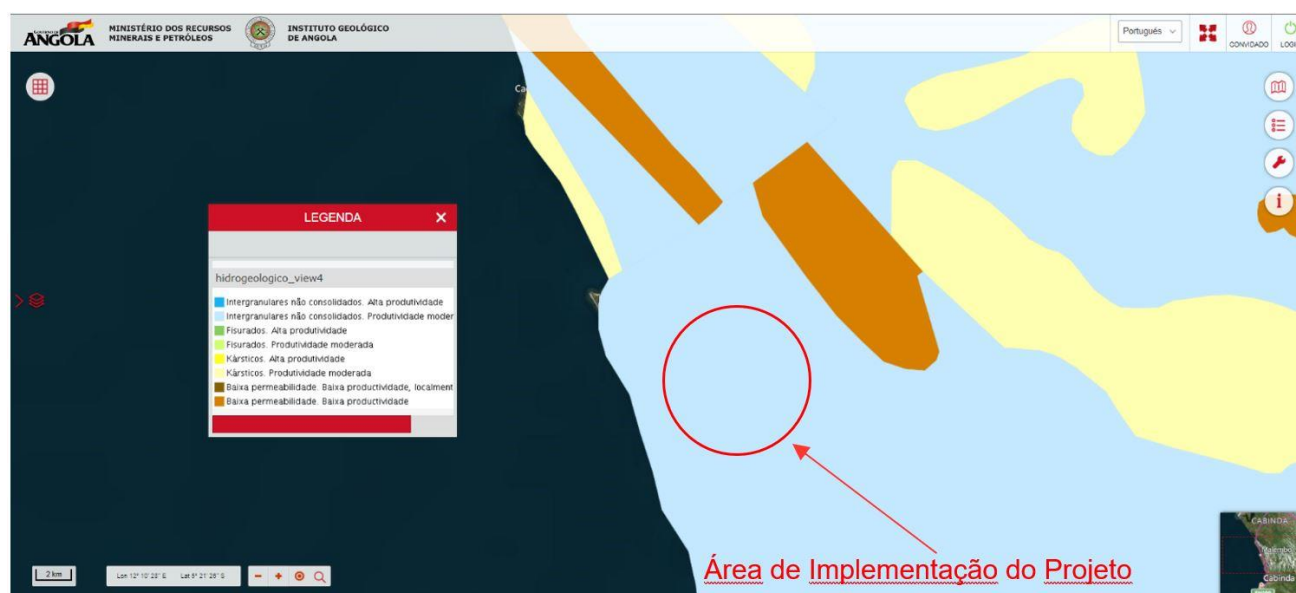 ANGOLA
MINISTÉRIO DOS RECURSOS
MINERAIS E PETRÓLEOS
INSTITUTO GEOLÓGICO
DE ANGOLA
Português
CONVIDADO
LOGI
Ca
LEGENDA
hidrogeologico_view4
Intergranulares não consolidados. Alta produtividade
Intergranulares não consolidados. Produtividade moder
Fisurados. Alta produtividade
Fisurados. Produtividade moderada
Kàrsticos. Alta produtividade
Kàrsticos. Produtividade moderada
Baixa permeabilidade. Baixa productividade, localment
Baixa permeabilidade. Baixa productividade
Área de Implementação do Projeto
2 km
CABINDA
Cabinda